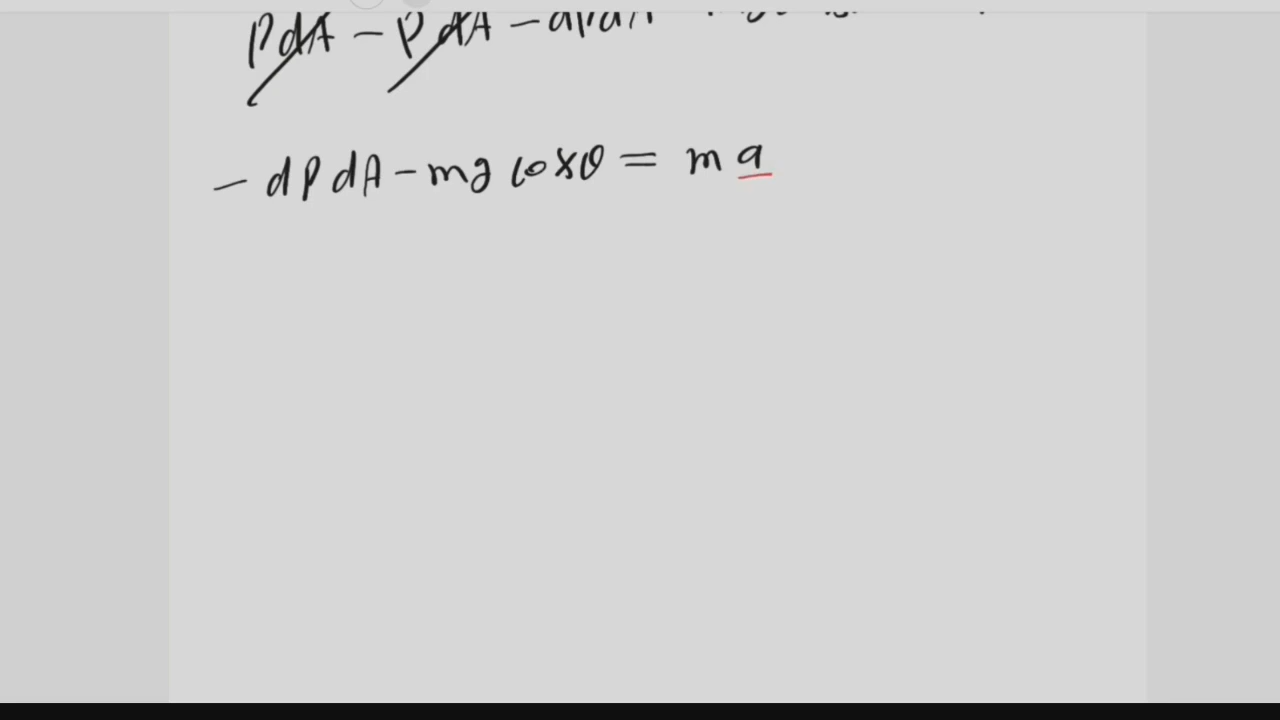 PdA - PdA - dPdA
- dPdA - mg cosθ = ma